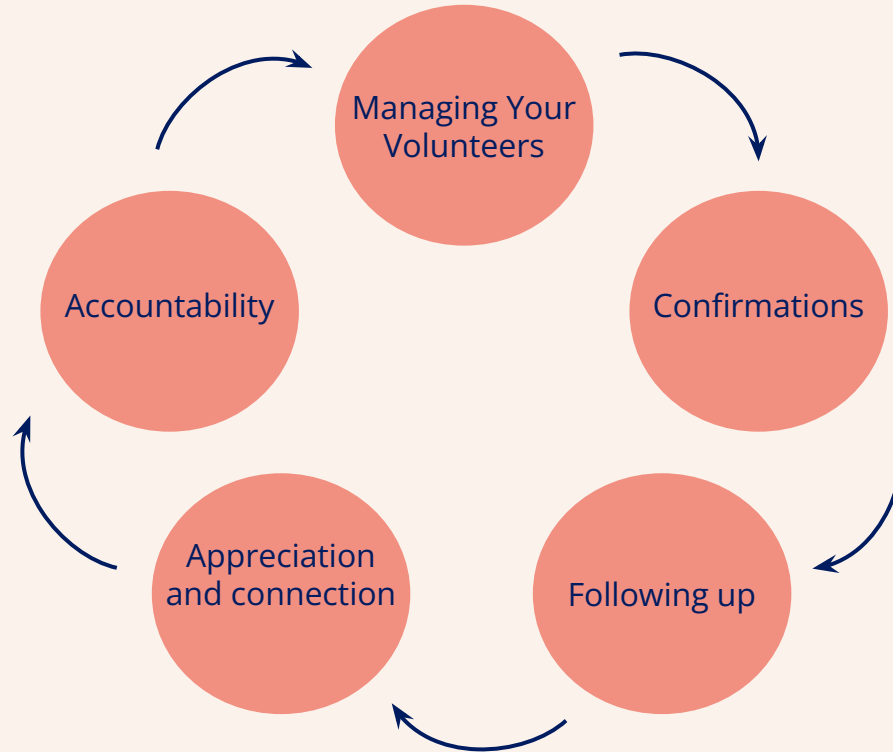 Managing Your
Volunteers
Confirmations
Following up
Appreciation
and connection
Accountability